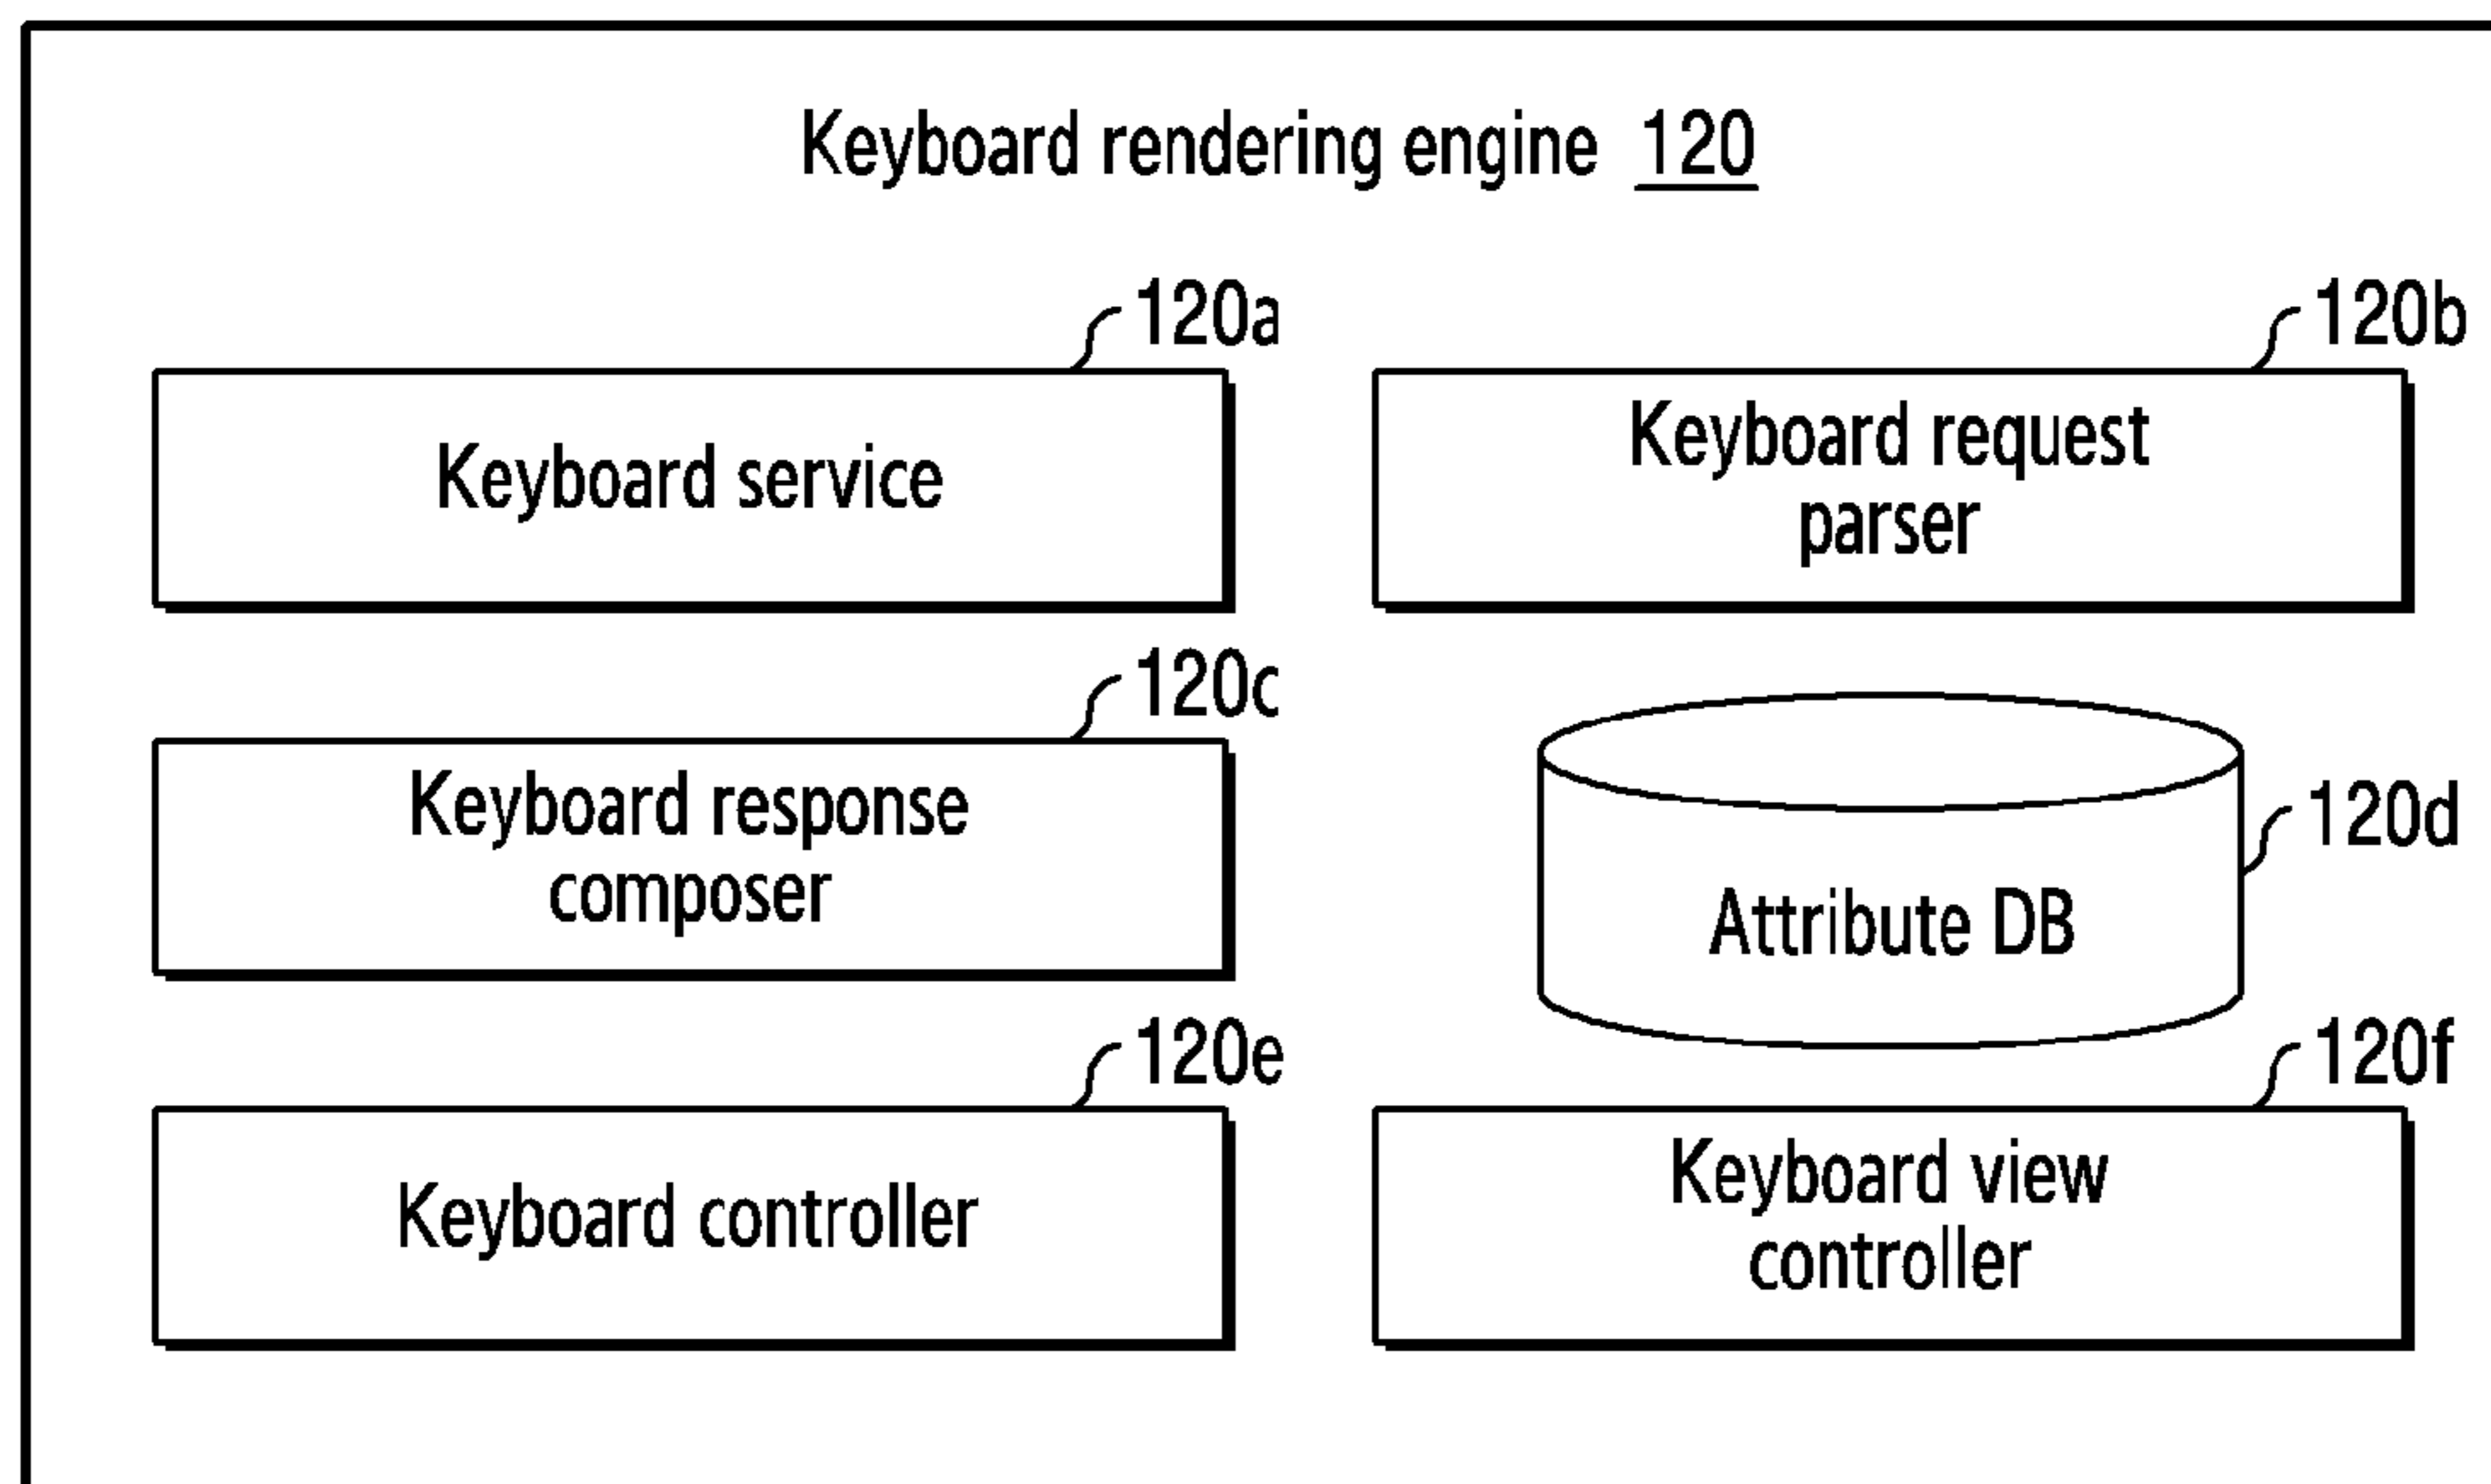 Keyboard rendering engine 120
120a
120b
Keyboard service
Keyboard request
parser
120c
Keyboard response
composer
120d
Attribute DB
120e
120f
Keyboard controller
Keyboard view
controller